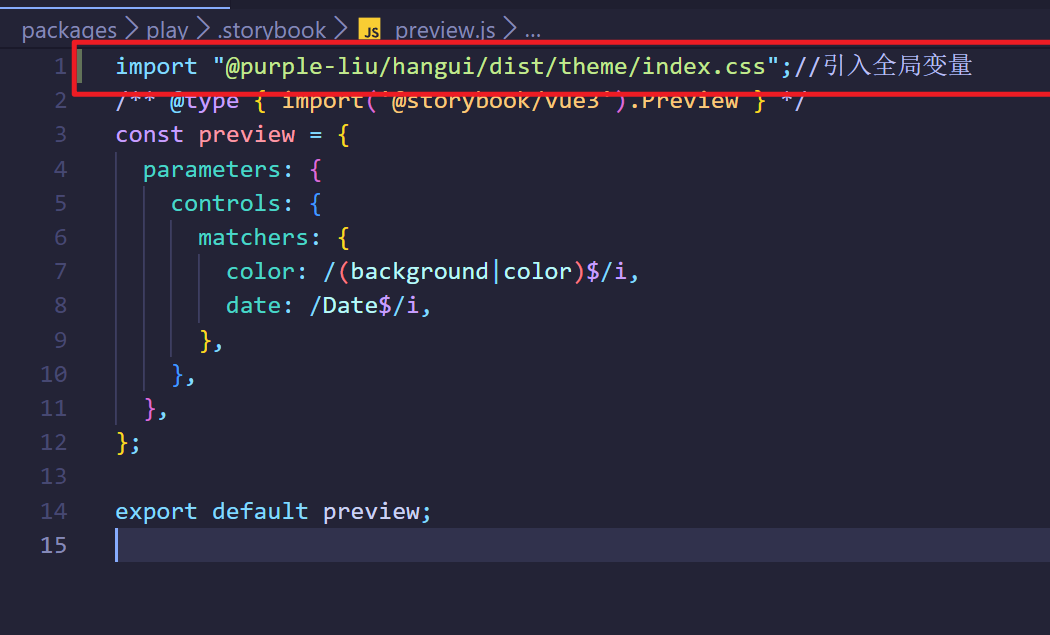 packages > play > .storybook > JS preview.js > ...
1 import "@purple-liu/hangui/dist/theme/index.css";//引入全局变量
2 /** @type { import('@storybook/vue3').Preview } */
3 const preview = {
4 parameters: {
5 controls: {
6 matchers: {
7 color: /(background|color)$/i,
8 date: /Date$/i,
9 },
10 },
11 },
12 };
13
14 export default preview;
15